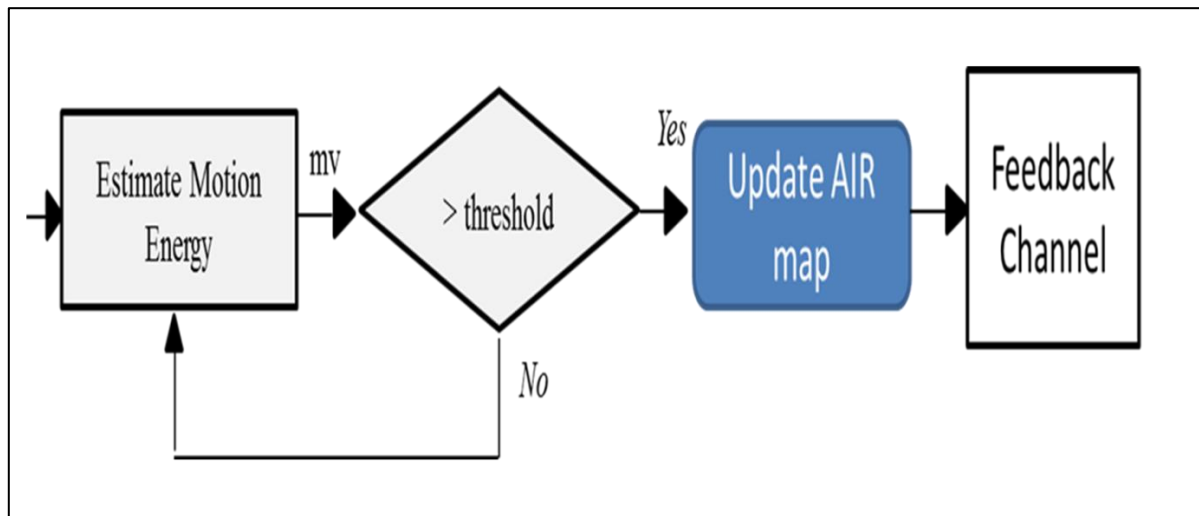 Estimate Motion
Energy
mv
> threshold
Yes
No
Update AIR
map
Feedback
Channel